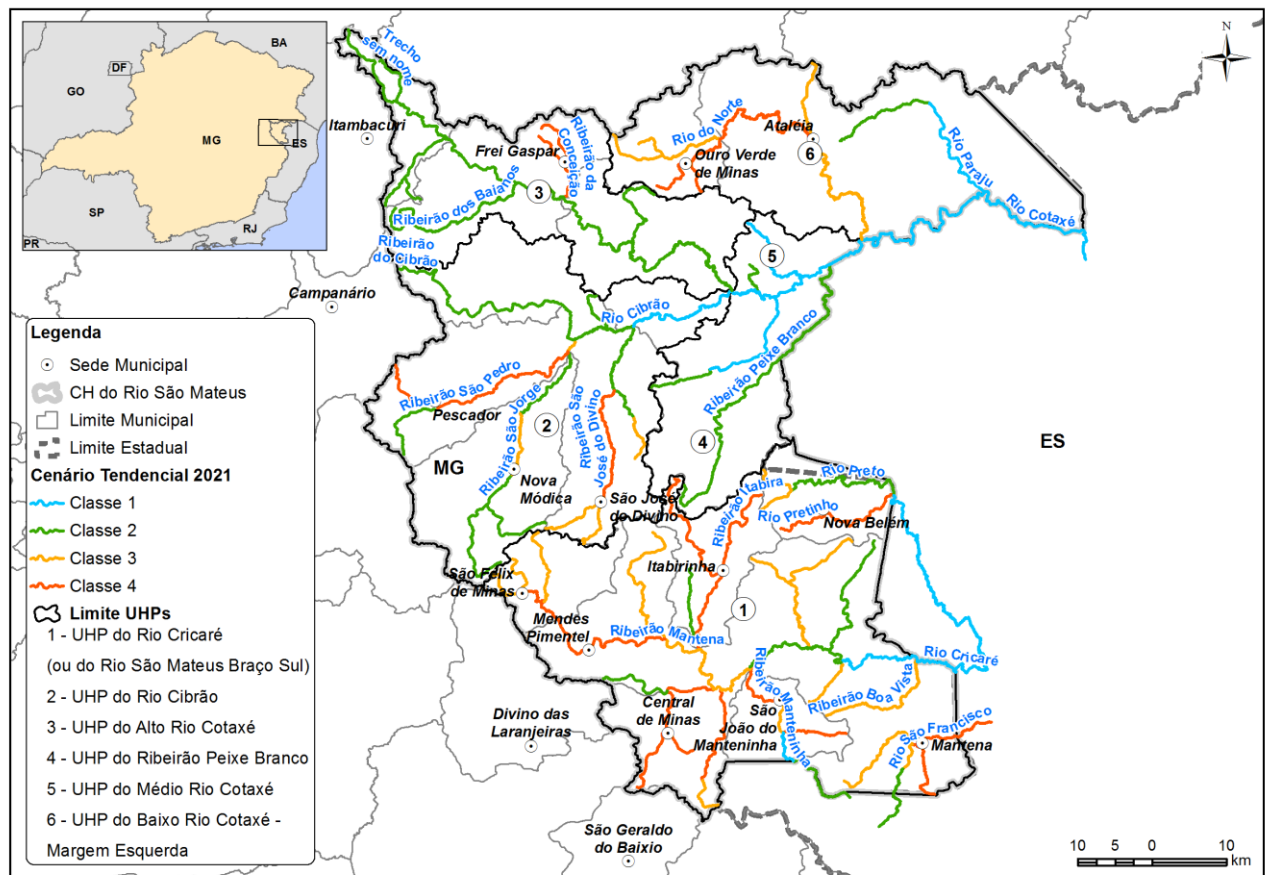 BA
DF
GO
MG
ES
SP
RJ
PR
N
Trecho
sem nome
Itambacuri
Frei Gaspar
Ribeirão da
Conceição
Rio do Norte
Ataléia
6
Ouro Verde
de Minas
Rio Paraju
Rio Cotaxé
3
Ribeirão dos Baianos
Ribeirão
do Cibrão
5
Campanário
Rio Cibrão
Ribeirão Peixe Branco
Ribeirão São Pedro
Pescador
Ribeirão São Jorge
Ribeirão São
José do Divino
2
4
MG
ES
Nova
Módica
São José
do Divino
Ribeirão Itabira
Rio Preto
Rio Pretinho
Nova Belém
Itabirinha
São Félix
de Minas
1
Mendes
Pimentel
Ribeirão Mantena
Rio Cricaré
Ribeirão Manteninha
Ribeirão Boa Vista
Central
de Minas
São
João do
Manteninha
Rio São Francisco
Mantena
Divino das
Laranjeiras
São Geraldo
do Baixio
Legenda
Sede Municipal
CH do Rio São Mateus
Limite Municipal
Limite Estadual
Cenário Tendencial 2021
Classe 1
Classe 2
Classe 3
Classe 4
Limite UHPs
1 - UHP do Rio Cricaré
(ou do Rio São Mateus Braço Sul)
2 - UHP do Rio Cibrão
3 - UHP do Alto Rio Cotaxé
4 - UHP do Ribeirão Peixe Branco
5 - UHP do Médio Rio Cotaxé
6 - UHP do Baixo Rio Cotaxé -
Margem Esquerda
10 5 0 10
km